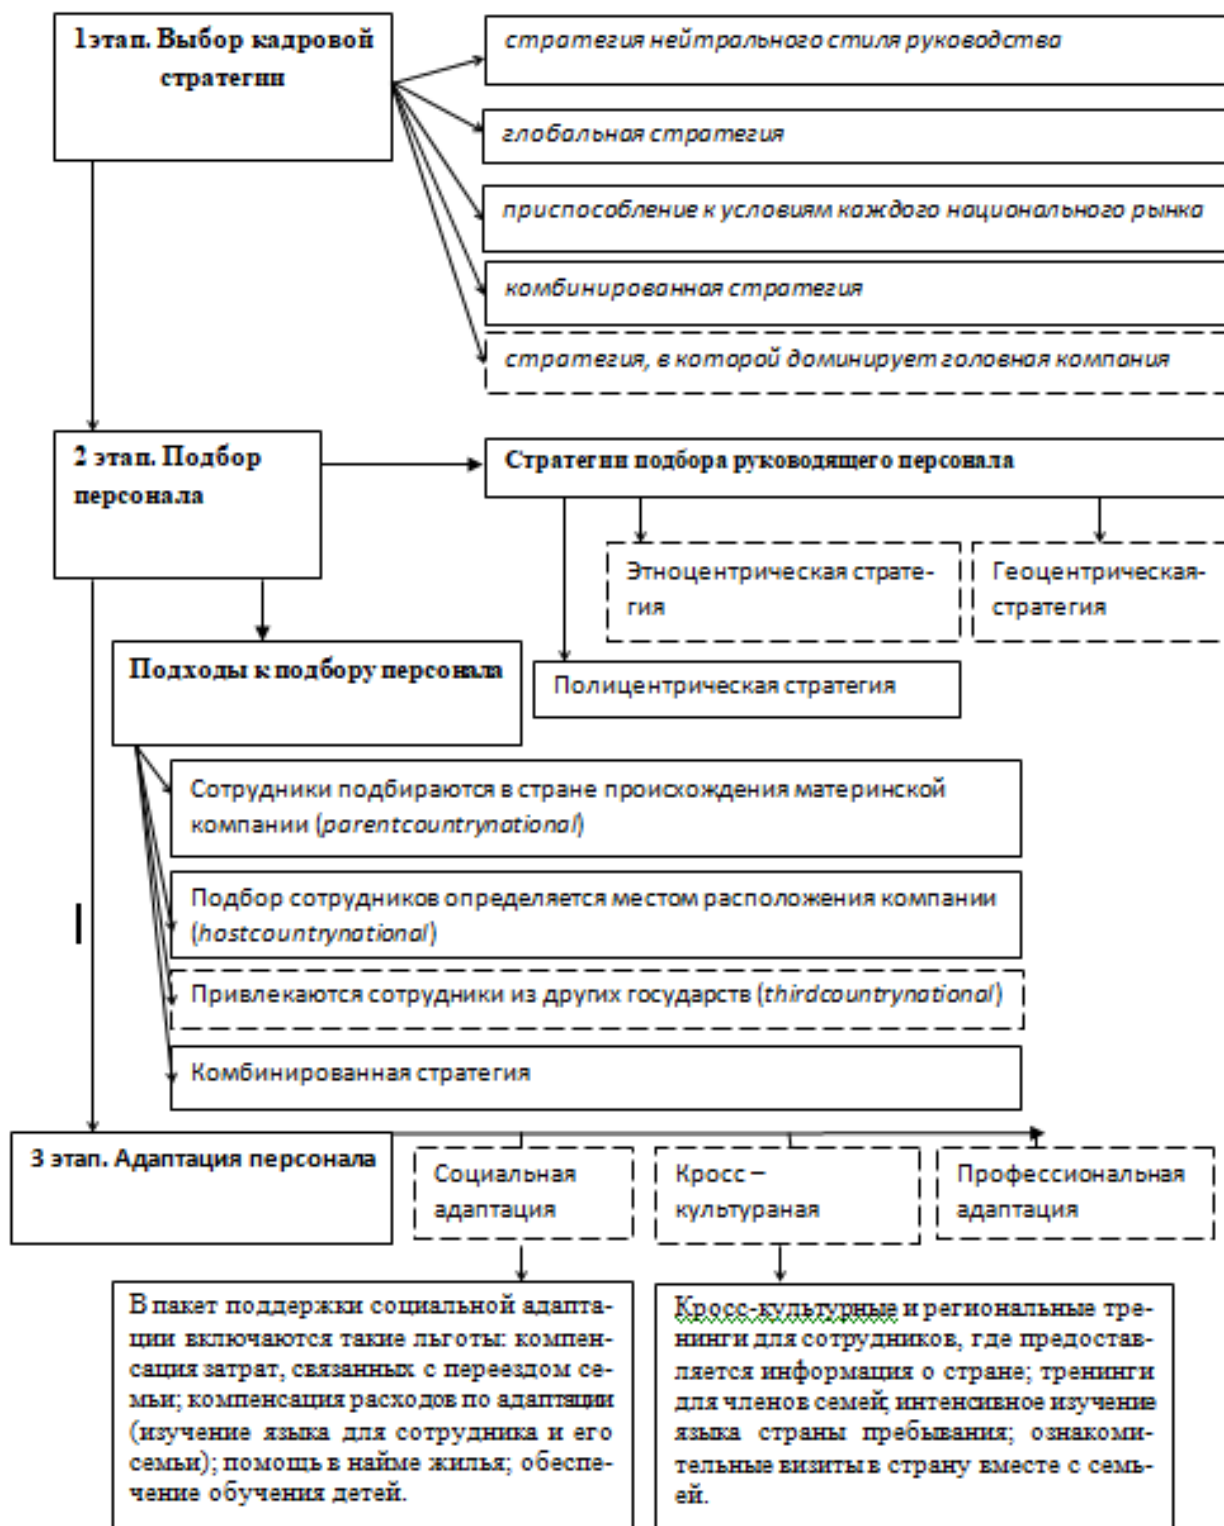 1этап. Выбор кадровой
стратегии
стратегия нейтрального стиля руководства
глобальная стратегия
приспособление к условиям каждого национального рынка
комбинированная стратегия
стратегия, в которой доминирует головная компания
2 этап. Подбор
персонала
Стратегии подбора руководящего персонала
Этноцентрическая страте-
гия
Геоцентрическая-
стратегия
Подходы к подбору персонала
Полицентрическая стратегия
Сотрудники подбираются в стране происхождения материнской
компании (parentcountrynational)
Подбор сотрудников определяется местом расположения компании
(hostcountrynational)
Привлекаются сотрудники из других государств (thirdcountrynational)
Комбинированная стратегия
3 этап. Адаптация персонала
Социальная
адаптация
Кросс –
культураная
Профессиональная
адаптация
В пакет поддержки социальной адапта-
ции включаются такие льготы: компен-
сация затрат, связанных с переездом се-
мьи; компенсация расходов по адаптации
(изучение языка для сотрудника и его
семьи); помощь в найме жилья; обеспе-
чение обучения детей.
Кросс-культурные и региональные тре-
нинги для сотрудников, где предостав-
ляется информация о стране; тренинги
для членов семей; интенсивное изучение
языка страны пребывания; ознакоми-
тельные визиты в страну вместе с семь-
ей.